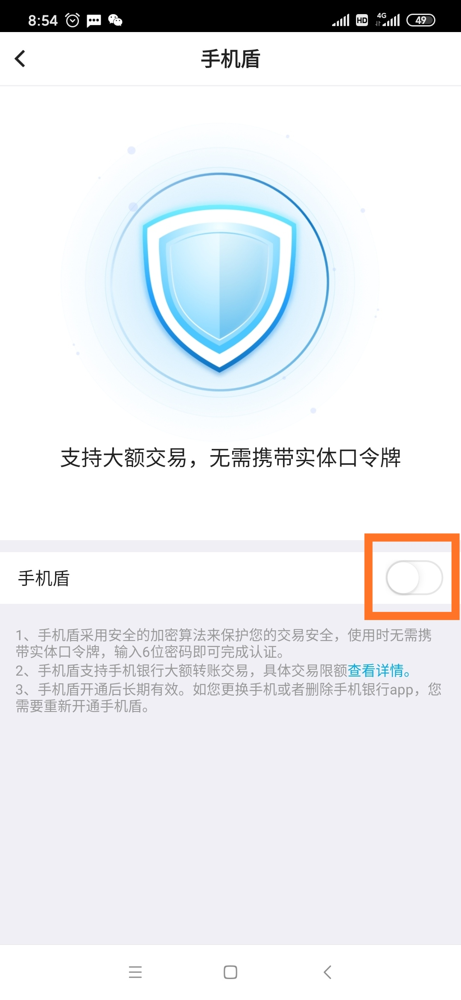 8:54
HD
4G
49
手机盾
支持大额交易，无需携带实体口令牌
手机盾
1、手机盾采用安全的加密算法来保护您的交易安全，使用时无需携
带实体口令牌，输入6位密码即可完成认证。
2、手机盾支持手机银行大额转账交易，具体交易限额查看详情。
3、手机盾开通后长期有效。如您更换手机或者删除手机银行app，您
需要重新开通手机盾。